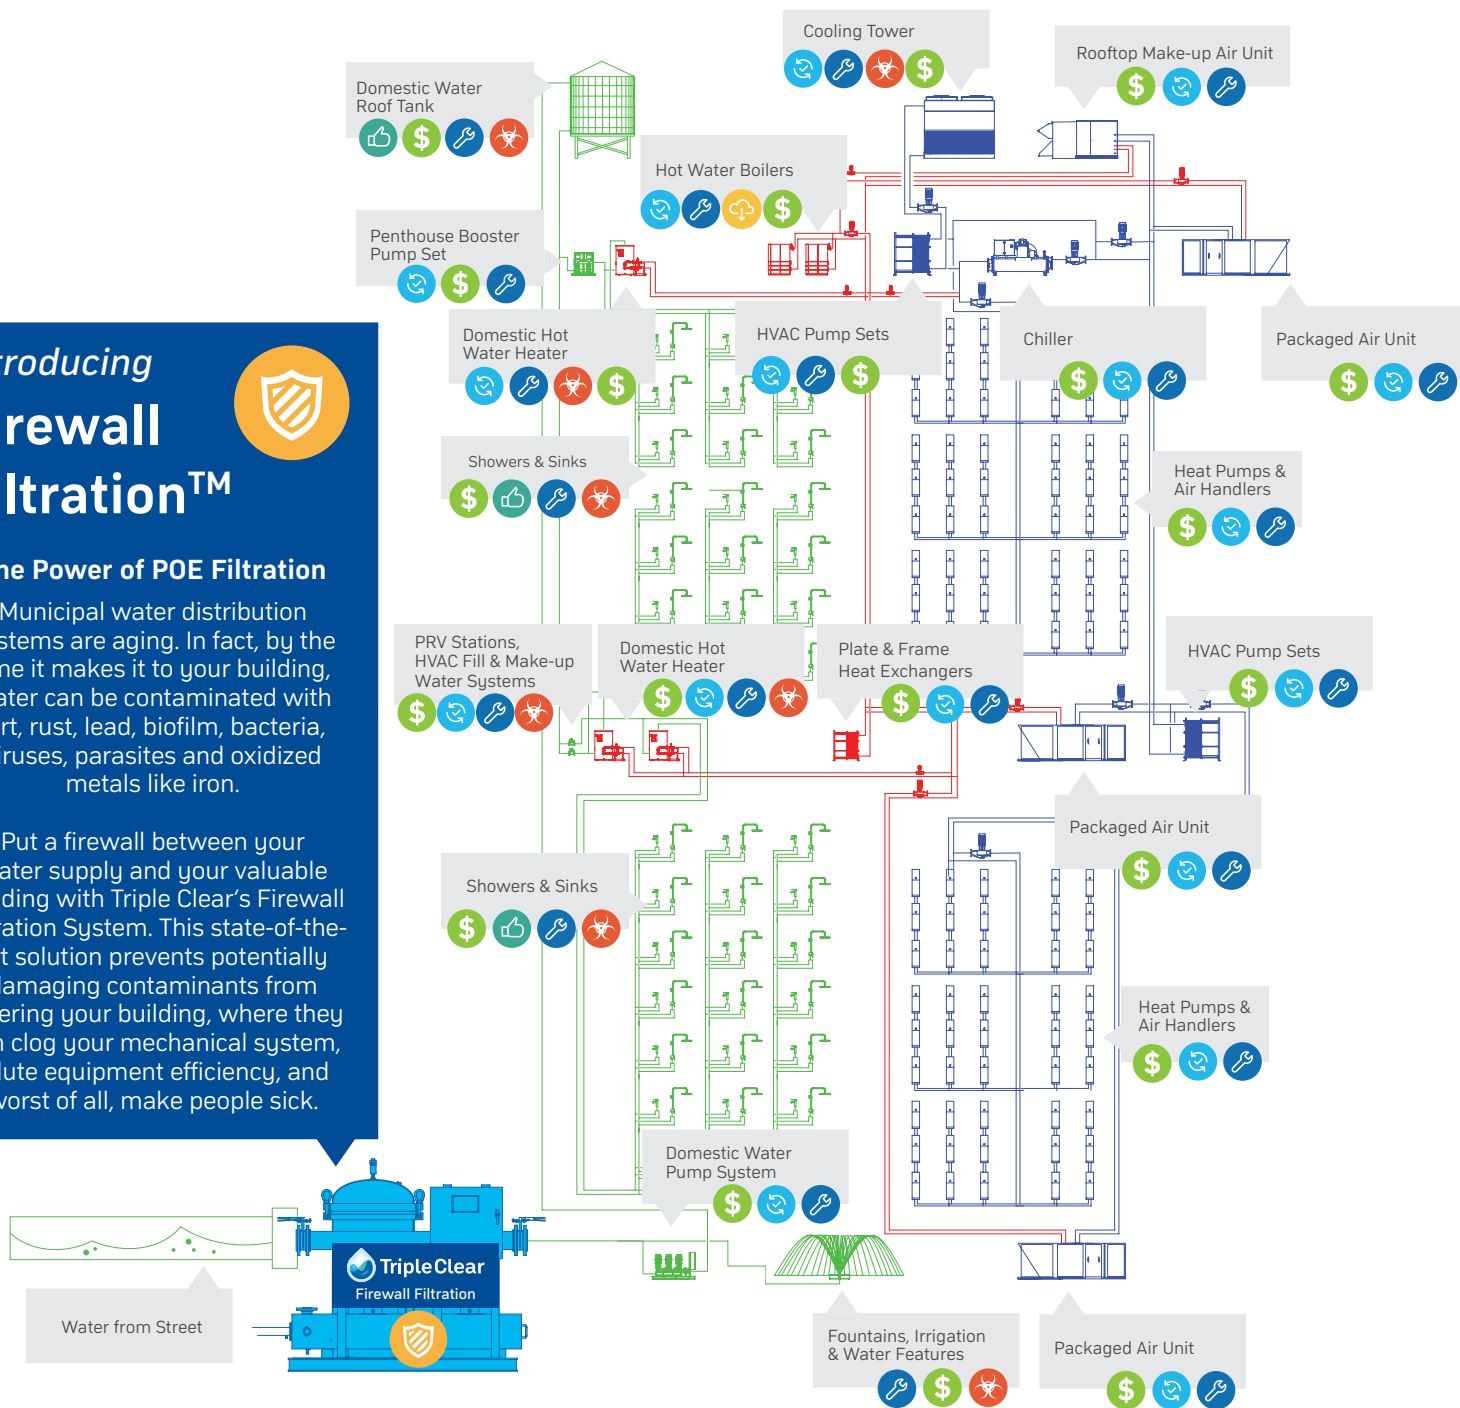 Cooling Tower
Rooftop Make-up Air Unit
Domestic Water
Roof Tank
Hot Water Boilers
Penthouse Booster
Pump Set
Domestic Hot
Water Heater
HVAC Pump Sets
Chiller
Packaged Air Unit
troducing
rewall
ltration™
ne Power of POE Filtration
Municipal water distribution
stems are aging. In fact, by the
me it makes it to your building,
ater can be contaminated with
rt, rust, lead, biofilm, bacteria,
iruses, parasites and oxidized
metals like iron.
Put a firewall between your
ater supply and your valuable
ding with Triple Clear’s Firewall
ration System. This state-of-the-
t solution prevents potentially
lamaging contaminants from
ering your building, where they
n clog your mechanical system,
lute equipment efficiency, and
vorst of all, make people sick.
Showers & Sinks
Heat Pumps &
Air Handlers
PRV Stations,
HVAC Fill & Make-up
Water Systems
Domestic Hot
Water Heater
Plate & Frame
Heat Exchangers
HVAC Pump Sets
Packaged Air Unit
Showers & Sinks
Heat Pumps &
Air Handlers
Domestic Water
Pump System
Triple Clear
Firewall Filtration
Water from Street
Fountains, Irrigation
& Water Features
Packaged Air Unit